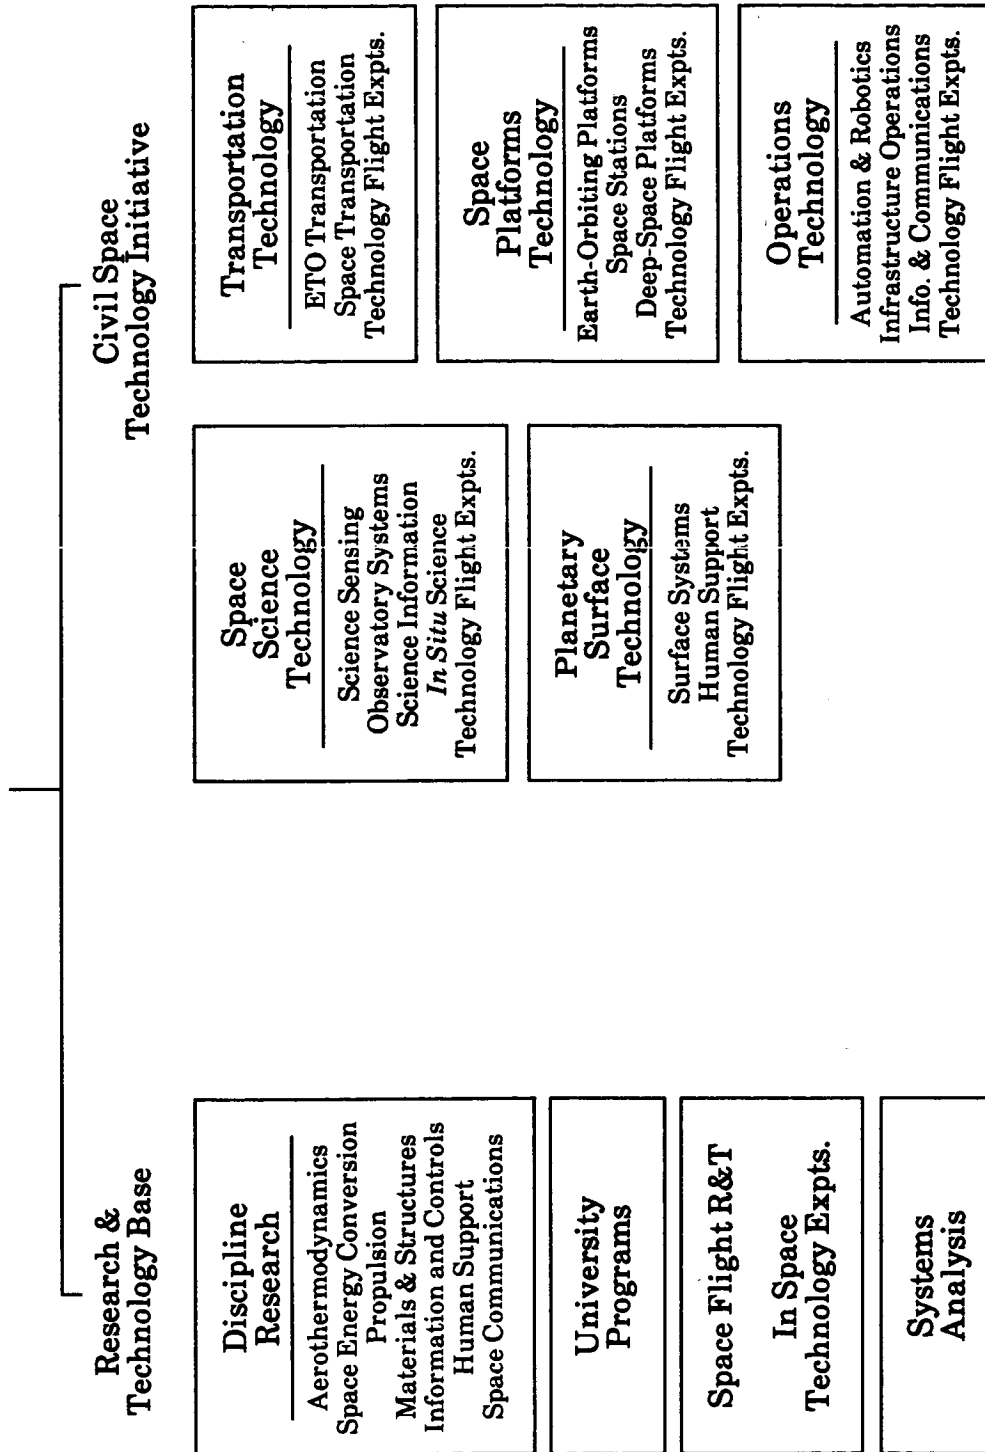 Research &
Technology Base
Discipline
Research
Aerothermodynamics
Space Energy Conversion
Propulsion
Materials & Structures
Information and Controls
Human Support
Space Communications
University
Programs
Space Flight R&T
In Space
Technology Expts.
Systems
Analysis
Civil Space
Technology Initiative
Space
Science
Technology
Science Sensing
Observatory Systems
Science Information
In Situ Science
Technology Flight Expts.
Planetary
Surface
Technology
Surface Systems
Human Support
Technology Flight Expts.
Transportation
Technology
ETO Transportation
Space Transportation
Technology Flight Expts.
Space
Platforms
Technology
Earth-Orbiting Platforms
Space Stations
Deep-Space Platforms
Technology Flight Expts.
Operations
Technology
Automation & Robotics
Infrastructure Operations
Info. & Communications
Technology Flight Expts.